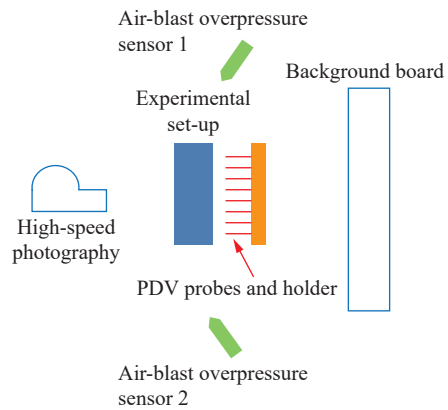 Air-blast overpressure
sensor 1
Background board
Experimental
set-up
High-speed
photography
PDV probes and holder
Air-blast overpressure
sensor 2